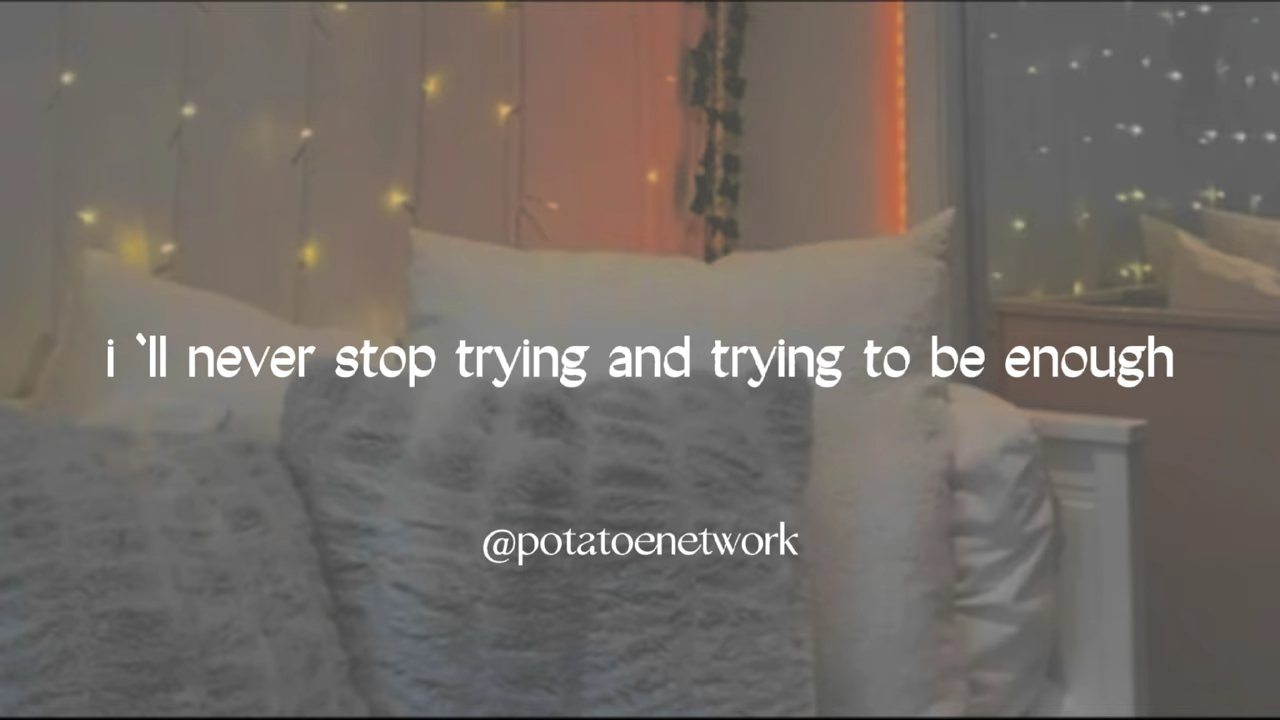 i `ll never stop trying and trying to be enough
@potatoenetwork